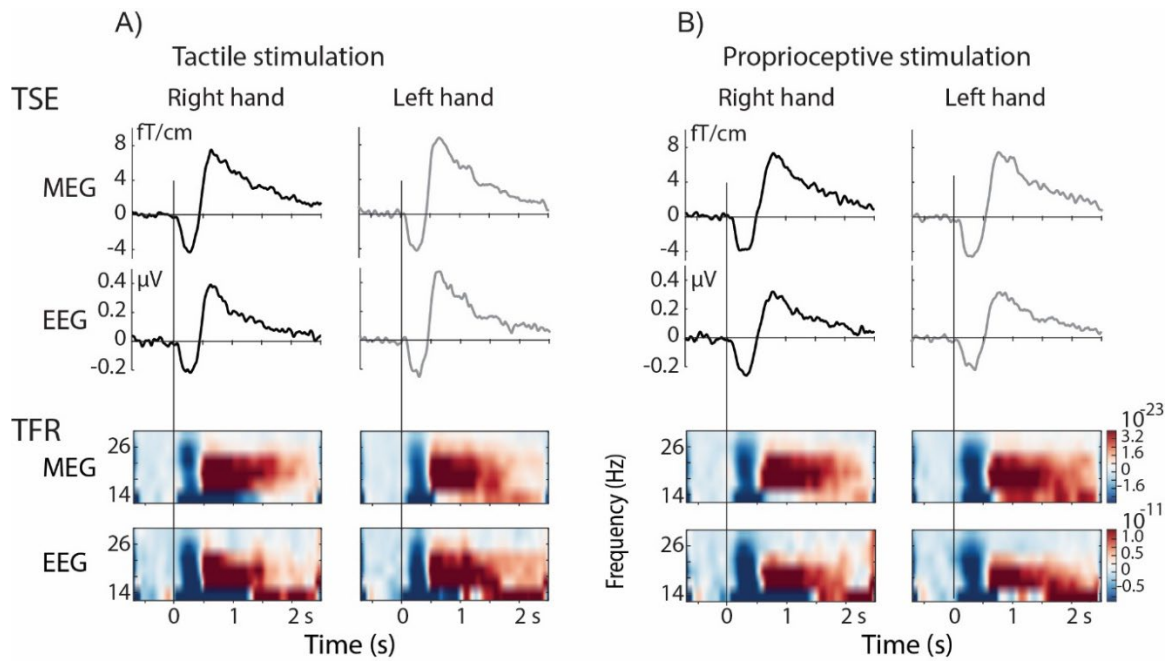 A)
B)
Tactile stimulation
Proprioceptive stimulation
TSE
Right hand
Left hand
Right hand
Left hand
fT/cm
fT/cm
8
4
0
-4
8
4
0
-4
MEG
µV
µV
0.4
0.2
0
-0.2
0.4
0.2
0
-0.2
EEG
TFR
MEG
26
14
26
14
10-23
3.2
1.6
0
-1.6
EEG
26
14
26
14
10-11
1.0
0.5
0
-0.5
Frequency (Hz)
0 1 2 s
0 1 2 s
0 1 2 s
0 1 2 s
Time (s)
Time (s)